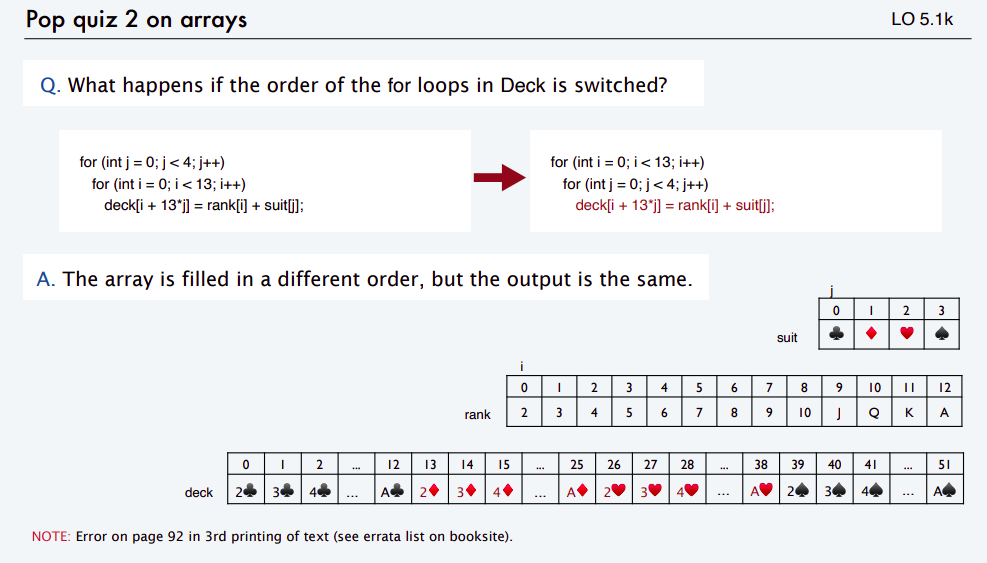 Pop quiz 2 on arrays
LO 5.1k
Q. What happens if the order of the for loops in Deck is switched?
for (int j = 0; j < 4; j++)
for (int i = 0; i < 13; i++)
deck[i + 13*j] = rank[i] + suit[j];
for (int i = 0; i < 13; i++)
for (int j = 0; j < 4; j++)
deck[i + 13*j] = rank[i] + suit[j];
A. The array is filled in a different order, but the output is the same.
j
0 1 2 3
suit ♣ ♦ ♥ ♠
i
0 1 2 3 4 5 6 7 8 9 10 11 12
rank 2 3 4 5 6 7 8 9 10 J Q K A
0 1 2 ... 12 13 14 15 ... 25 26 27 28 ... 38 39 40 41 ... 51
deck 2♣ 3♣ 4♣ ... A♣ 2♦ 3♦ 4♦ ... A♦ 2♥ 3♥ 4♥ ... A♥ 2♠ 3♠ 4♠ ... A♠
NOTE: Error on page 92 in 3rd printing of text (see errata list on booksite).